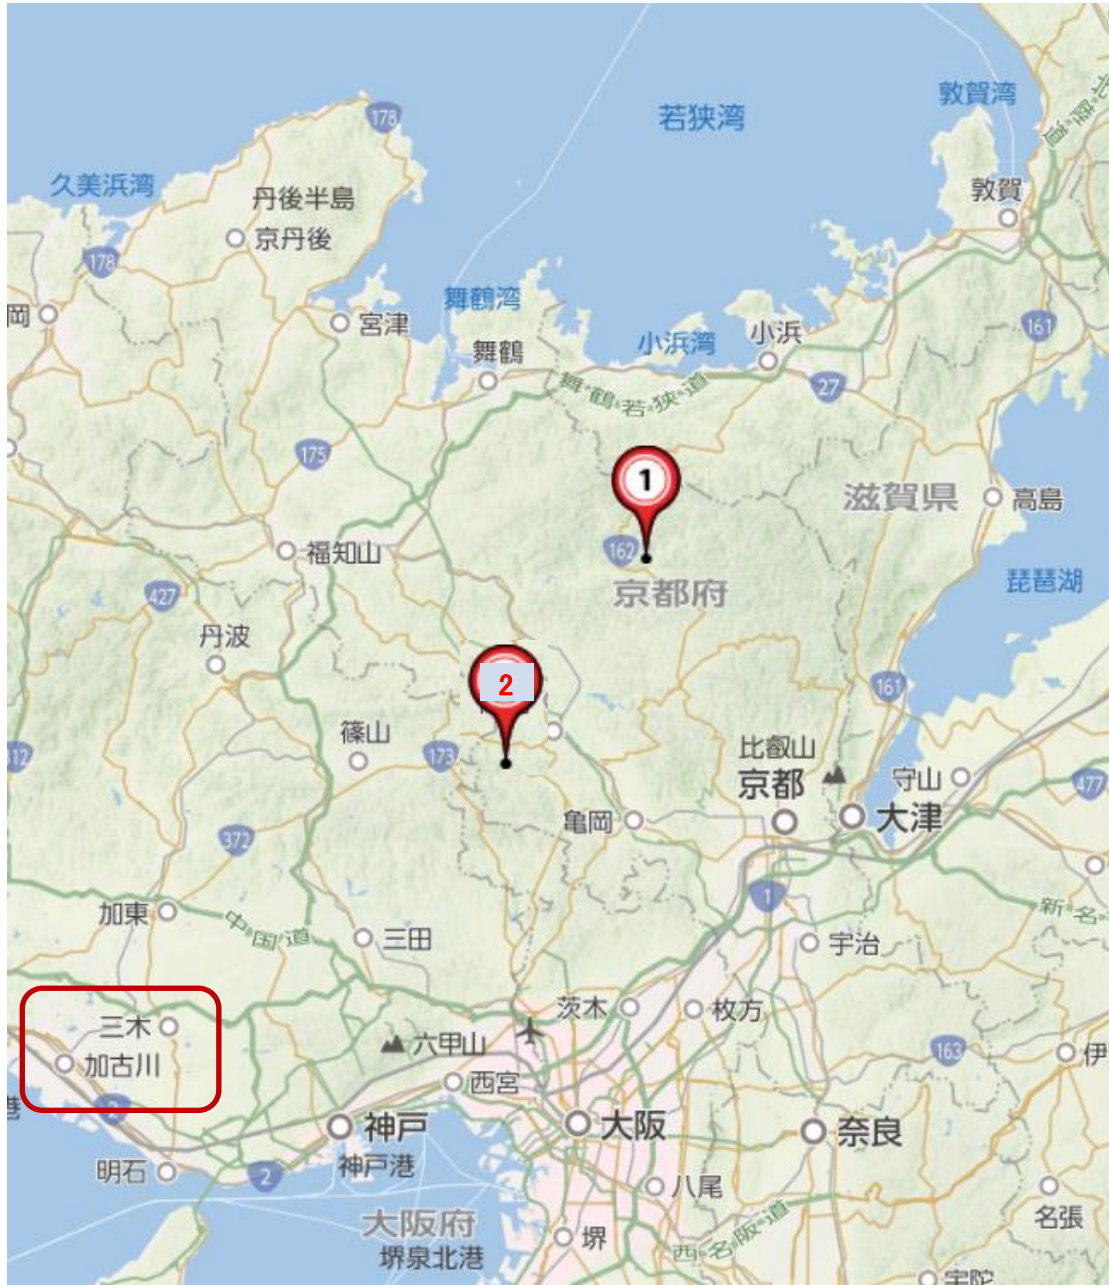 敦賀湾
北陸道
178
若狭湾
久美浜湾
丹後半島
敦賀
京丹後
178
舞鶴湾
岡
宮津
小浜
161
小浜湾
舞鶴
舞鶴若狭道
27
175
1
滋賀県
高島
162
福知山
京都府
琵琶湖
427
丹波
2
161
篠山
173
比叡山
京都
守山
477
大津
亀岡
372
1
加東
中国道
新名
三田
宇治
茨木
枚方
三木
六甲山
163
加古川
伊
西宮
2
港
神戸
大阪
奈良
明石
2
神戸港
八尾
大阪府
名張
堺
西名阪道
堺泉北港